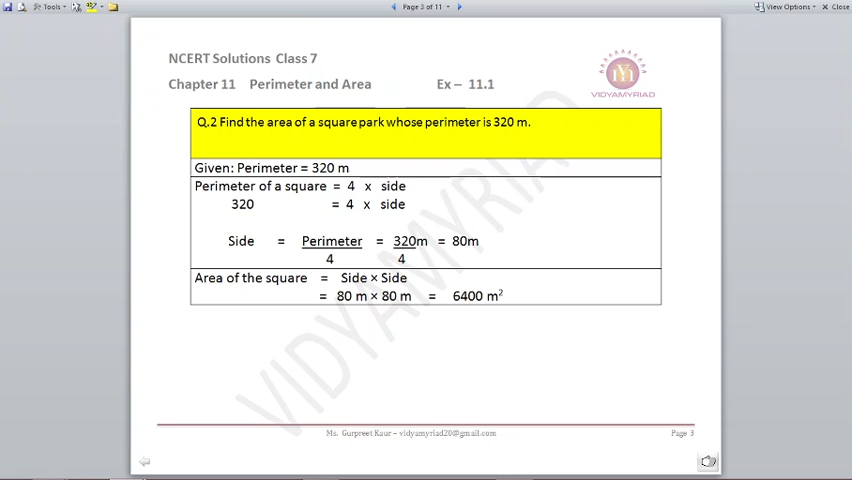 Tools
Page 3 of 11
View Options
Close
NCERT Solutions Class 7
Chapter 11 Perimeter and Area Ex – 11.1
VIDYAMYRIAD
Q.2 Find the area of a square park whose perimeter is 320 m.
Given: Perimeter = 320 m
Perimeter of a square = 4 x side
320 = 4 x side
Side = Perimeter = 320m = 80m
4 4
Area of the square = Side × Side
= 80 m × 80 m = 6400 m²
VIDYAMYRIAD
Ms. Gurpreet Kaur – vidyamyriad20@gmail.com Page 3